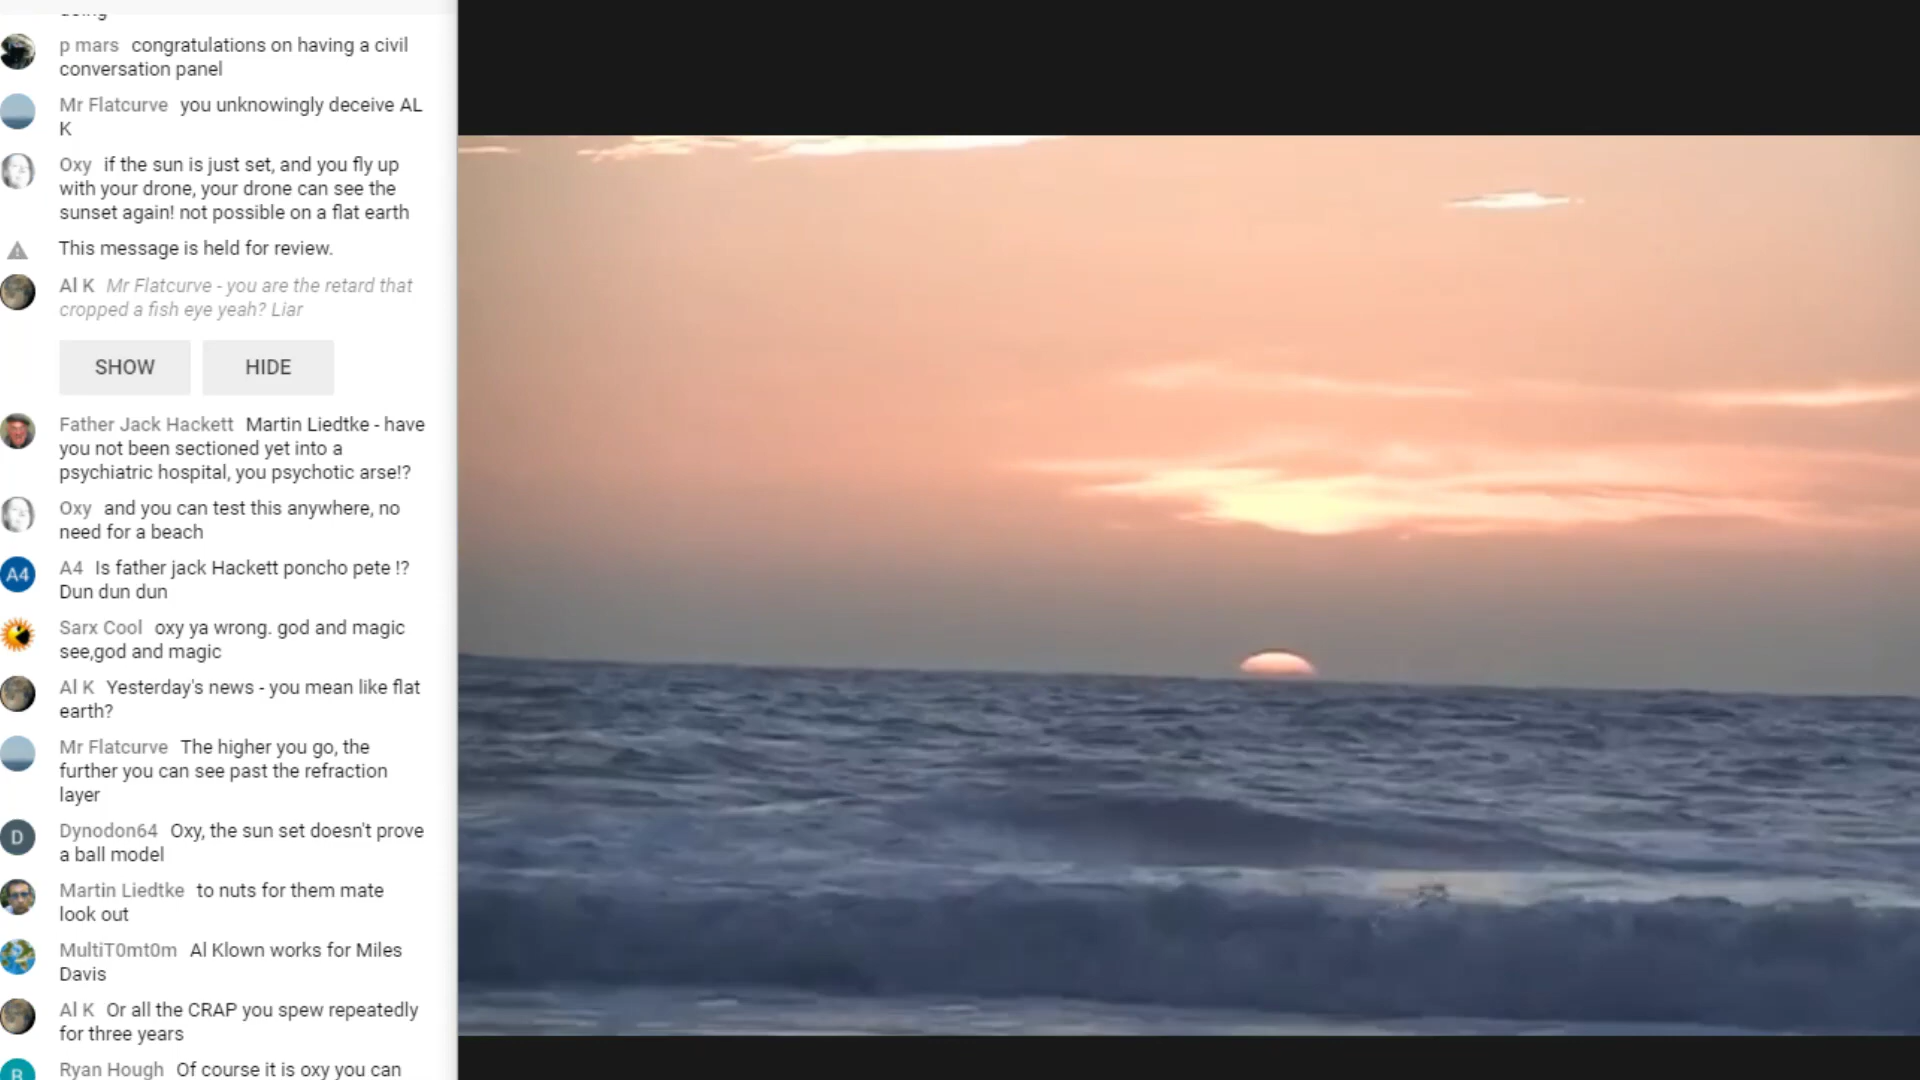 p mars congratulations on having a civil
conversation panel
Mr Flatcurve you unknowingly deceive AL
K
Oxy if the sun is just set, and you fly up
with your drone, your drone can see the
sunset again! not possible on a flat earth
This message is held for review.
Al K Mr Flatcurve - you are the retard that
cropped a fish eye yeah? Liar
SHOW HIDE
Father Jack Hackett Martin Liedtke - have
you not been sectioned yet into a
psychiatric hospital, you psychotic arse!?
Oxy and you can test this anywhere, no
need for a beach
A4 A4 Is father jack Hackett poncho pete !?
Dun dun dun
Sarx Cool oxy ya wrong. god and magic
see,god and magic
Al K Yesterday's news - you mean like flat
earth?
Mr Flatcurve The higher you go, the
further you can see past the refraction
layer
D Dynodon64 Oxy, the sun set doesn't prove
a ball model
Martin Liedtke to nuts for them mate
look out
MultiT0mt0m Al Klown works for Miles
Davis
Al K Or all the CRAP you spew repeatedly
for three years
Ryan Hough Of course it is oxy you can